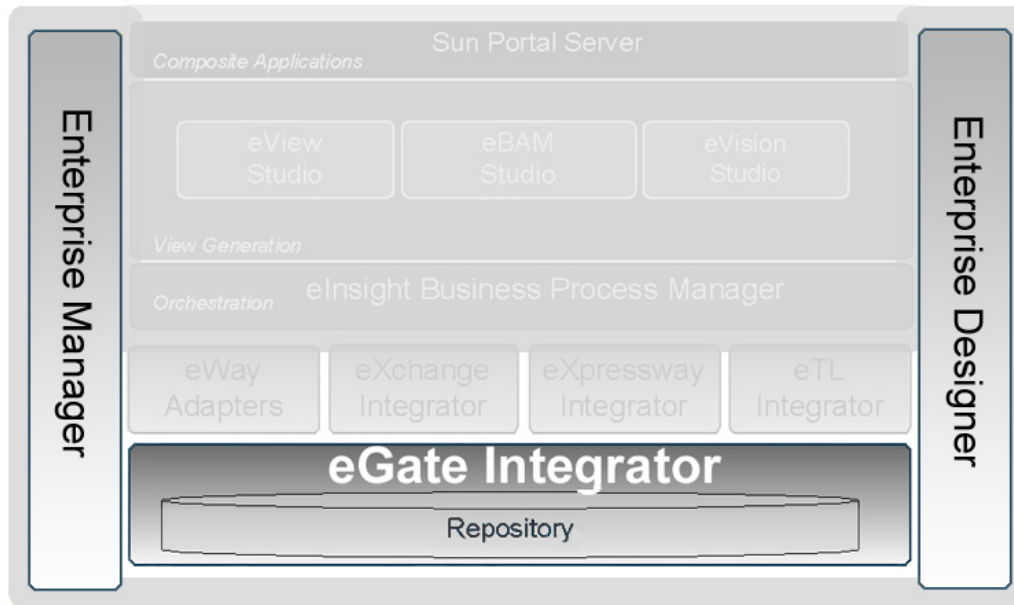 Enterprise Manager
Sun Portal Server
Composite Applications
eView
Studio
eBAM
Studio
eVision
Studio
View Generation
Orchestration
eInsight Business Process Manager
eWay
Adapters
eXchange
Integrator
eXpressway
Integrator
eTL
Integrator
eGate Integrator
Repository
Enterprise Designer